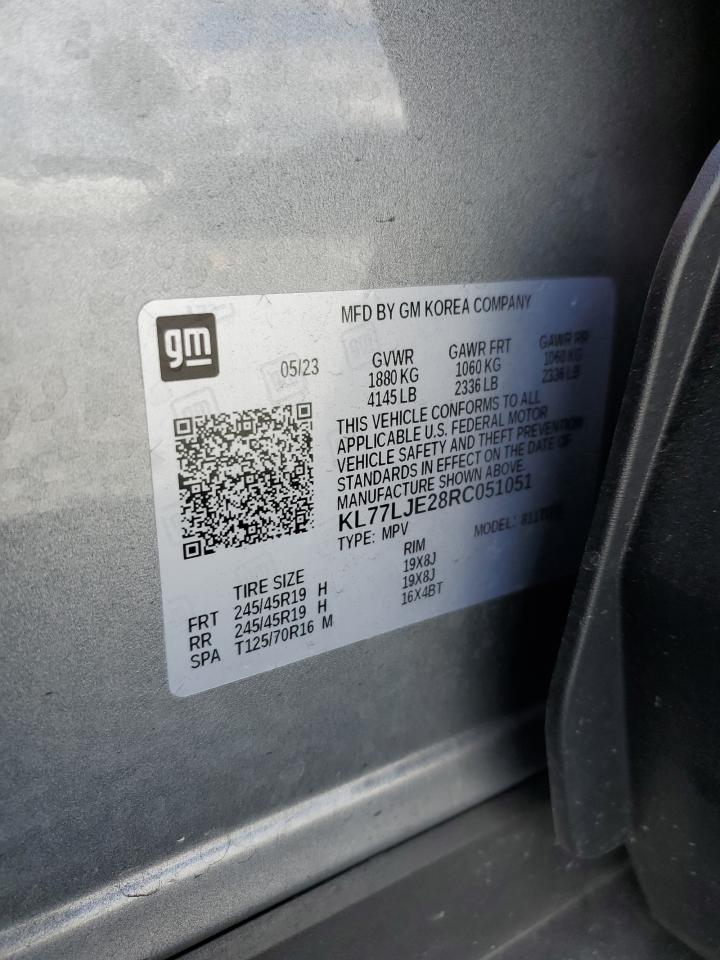 gm
MFD BY GM KOREA COMPANY
05/23
GVWR GAWR FRT GAWR RR
1880 KG 1060 KG 1060 KG
4145 LB 2336 LB 2336 LB
THIS VEHICLE CONFORMS TO ALL
APPLICABLE U.S. FEDERAL MOTOR
VEHICLE SAFETY AND THEFT PREVENTION
STANDARDS IN EFFECT ON THE DATE OF
MANUFACTURE SHOWN ABOVE.
KL77LJE28RC051051
TYPE: MPV MODEL:
TIRE SIZE RIM
FRT 245/45R19 H 19X8J
RR 245/45R19 H 19X8J
SPA T125/70R16 M 16X4BT